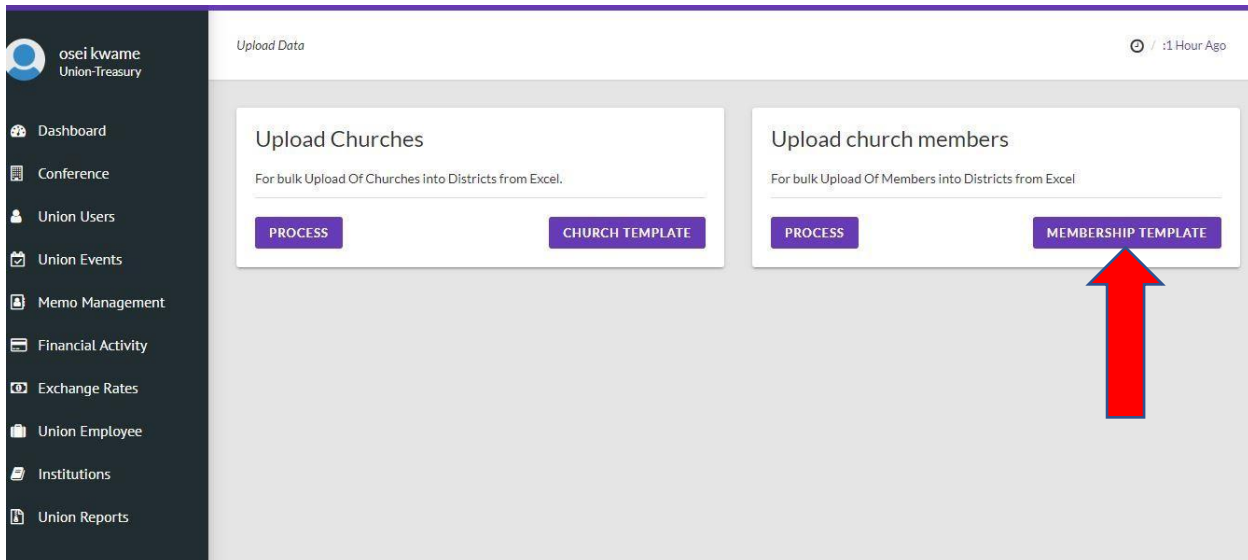 osei kwame
Union-Treasury
Dashboard
Conference
Union Users
Union Events
Memo Management
Financial Activity
Exchange Rates
Union Employee
Institutions
Union Reports
Upload Data
/ :1 Hour Ago
Upload Churches
For bulk Upload Of Churches into Districts from Excel.
PROCESS CHURCH TEMPLATE
Upload church members
For bulk Upload Of Members into Districts from Excel
PROCESS MEMBERSHIP TEMPLATE